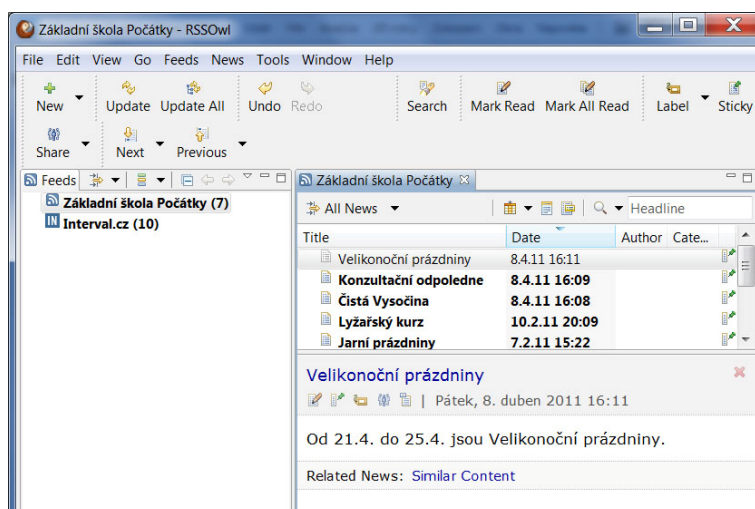 Základní škola Počátky - RSSOwl
File Edit View Go Feeds News Tools Window Help
New Update Update All Undo Redo Search Mark Read Mark All Read Label Sticky
Share Next Previous
Feeds
Základní škola Počátky (7)
IN Interval.cz (10)
Základní škola Počátky
All News Headline
Title Date Author Cate...
Velikonoční prázdniny 8.4.11 16:11
Konzultační odpoledne 8.4.11 16:09
Čistá Vysočina 8.4.11 16:08
Lyžařský kurz 10.2.11 20:09
Jarní prázdniny 7.2.11 15:22
Velikonoční prázdniny
| Pátek, 8. duben 2011 16:11
Od 21.4. do 25.4. jsou Velikonoční prázdniny.
Related News: Similar Content